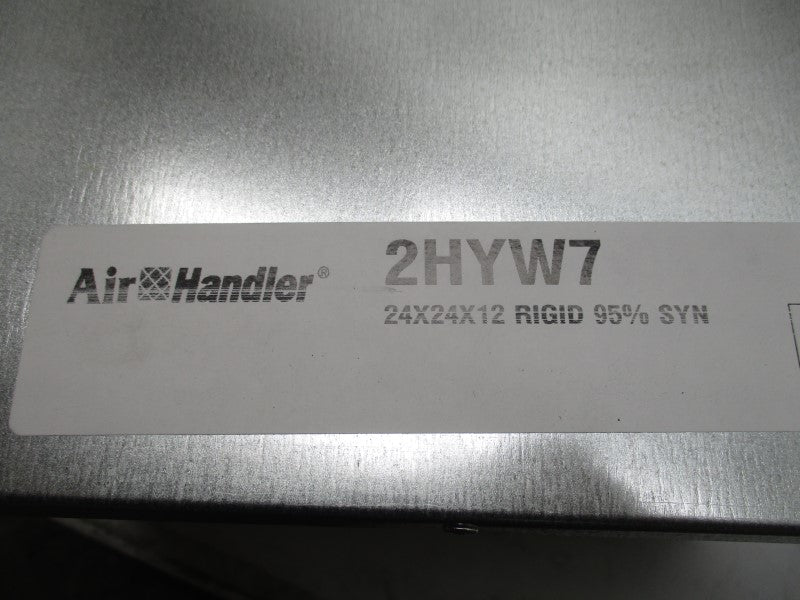 Air Handler®
2HYW7
24X24X12 RIGID 95% SYN